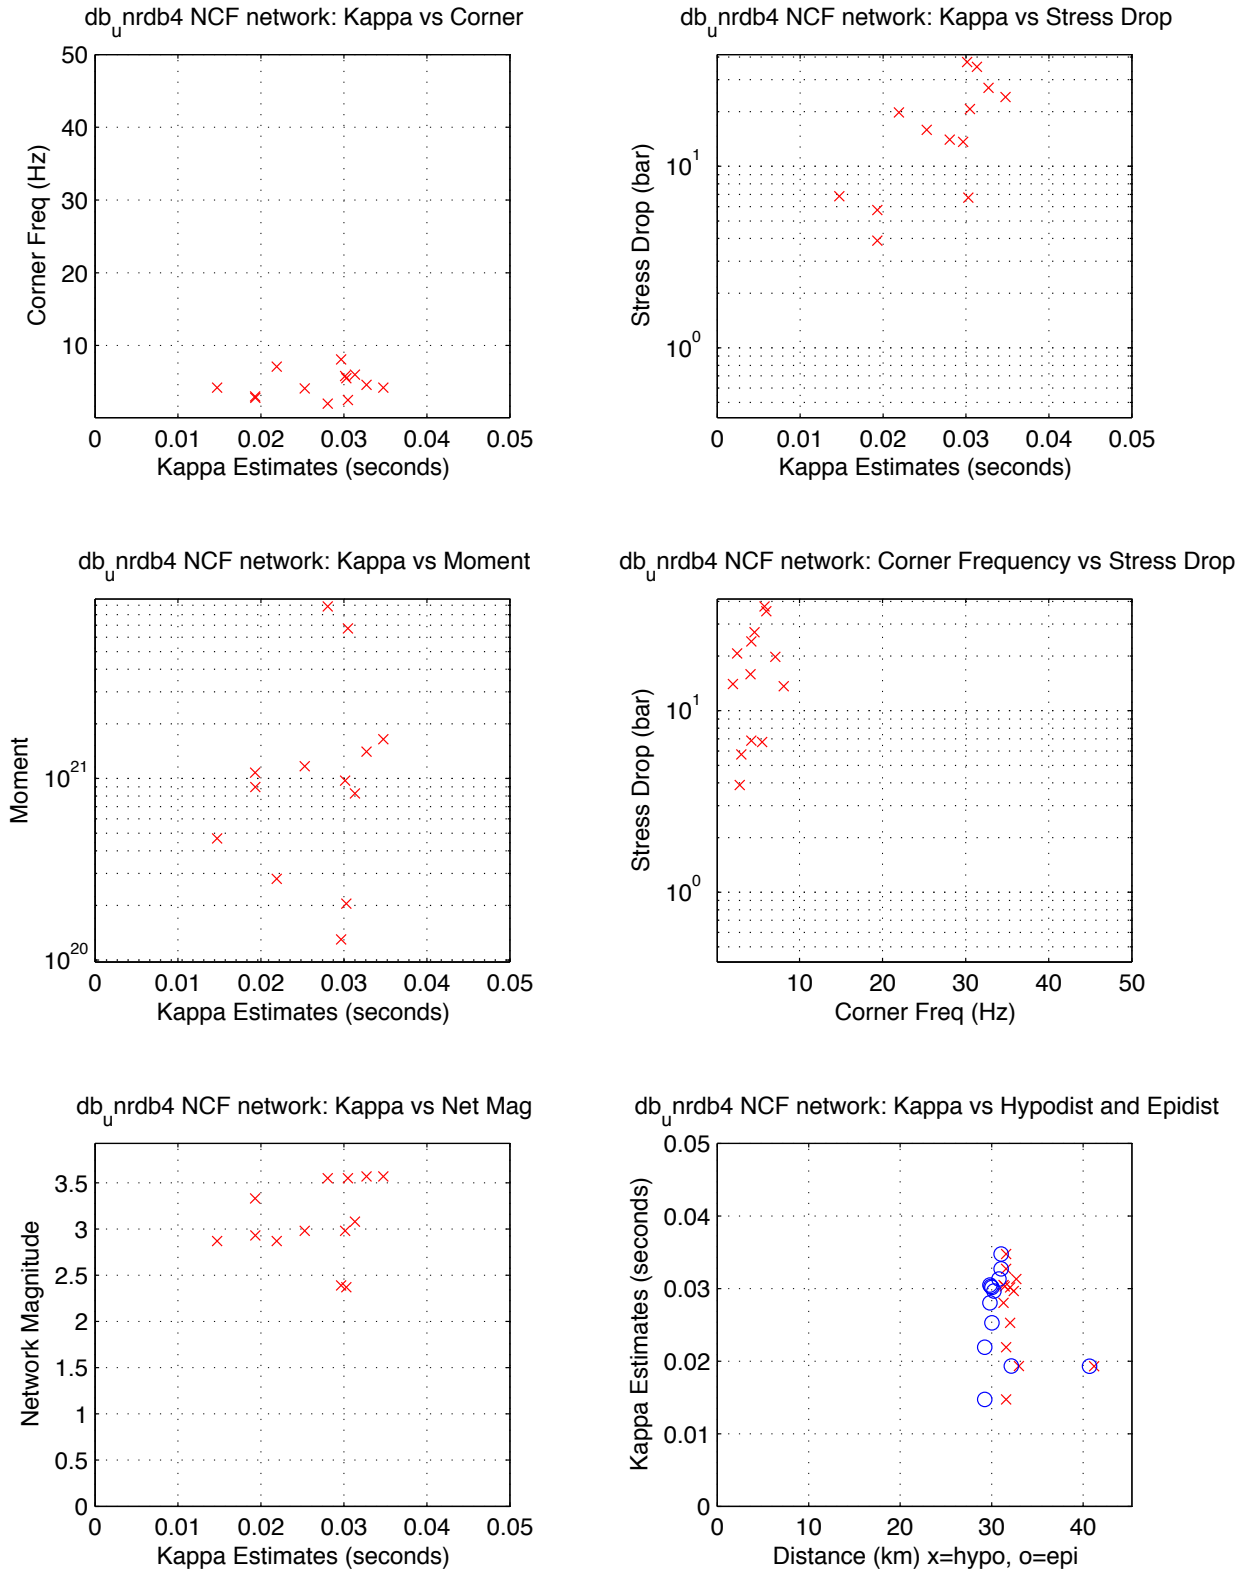 db_unrdb4 NCF network: Kappa vs Corner
50
40
30
20
10
Corner Freq (Hz)
0 0.01 0.02 0.03 0.04 0.05
Kappa Estimates (seconds)
db_unrdb4 NCF network: Kappa vs Stress Drop
10^1
10^0
Stress Drop (bar)
0 0.01 0.02 0.03 0.04 0.05
Kappa Estimates (seconds)
db_unrdb4 NCF network: Kappa vs Moment
10^21
10^20
Moment
0 0.01 0.02 0.03 0.04 0.05
Kappa Estimates (seconds)
db_unrdb4 NCF network: Corner Frequency vs Stress Drop
10^1
10^0
Stress Drop (bar)
10 20 30 40 50
Corner Freq (Hz)
db_unrdb4 NCF network: Kappa vs Net Mag
3.5
3
2.5
2
1.5
1
0.5
0
Network Magnitude
0 0.01 0.02 0.03 0.04 0.05
Kappa Estimates (seconds)
db_unrdb4 NCF network: Kappa vs Hypodist and Epidist
0.05
0.04
0.03
0.02
0.01
0
Kappa Estimates (seconds)
0 10 20 30 40
Distance (km) x=hypo, o=epi